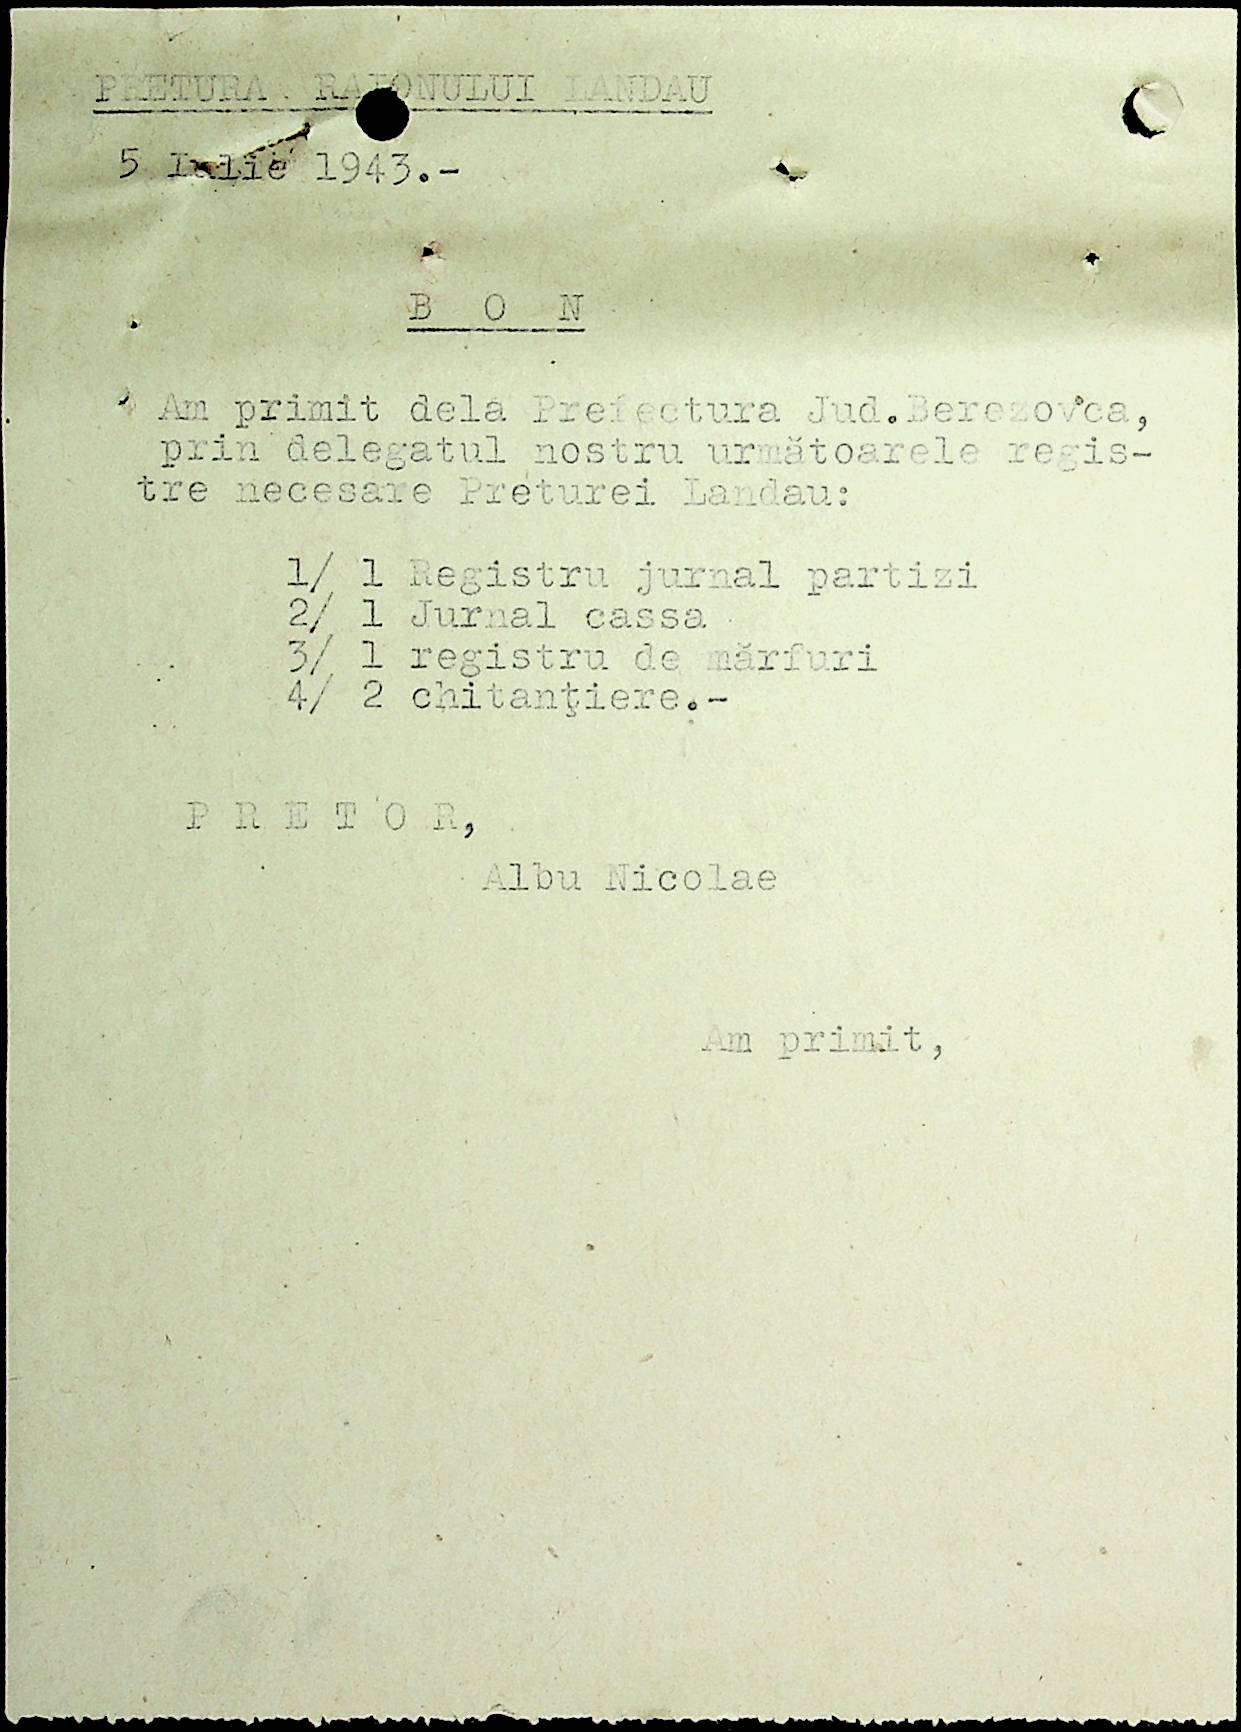 PRETURA RAIONULUI LANDAU
5 Iulie 1943.-
B O N
Am primit dela Prefectura Jud.Berezovca,
prin delegatul nostru următoarele regis-
tre necesare Preturei Landau:
1/ 1 Registru jurnal partizi
2/ 1 Jurnal cassa
3/ 1 registru de mărfuri
4/ 2 chitanţiere.-
P R E T O R,
Albu Nicolae
Am primit,